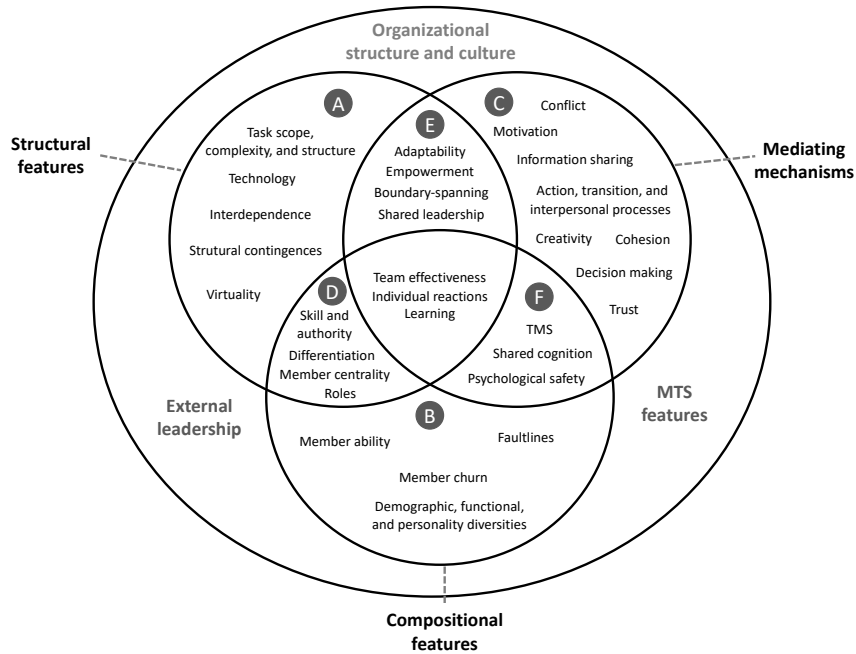 Organizational
structure and culture
Structural
features
Mediating
mechanisms
A
Task scope,
complexity, and structure
Technology
Interdependence
Strutural contingences
Virtuality
E
Adaptability
Empowerment
Boundary-spanning
Shared leadership
C
Conflict
Motivation
Information sharing
Action, transition, and
interpersonal processes
Creativity
Cohesion
Decision making
Trust
Team effectiveness
Individual reactions
Learning
D
Skill and
authority
Differentiation
Member centrality
Roles
F
TMS
Shared cognition
Psychological safety
External
leadership
MTS
features
B
Member ability
Faultlines
Member churn
Demographic, functional,
and personality diversities
Compositional
features